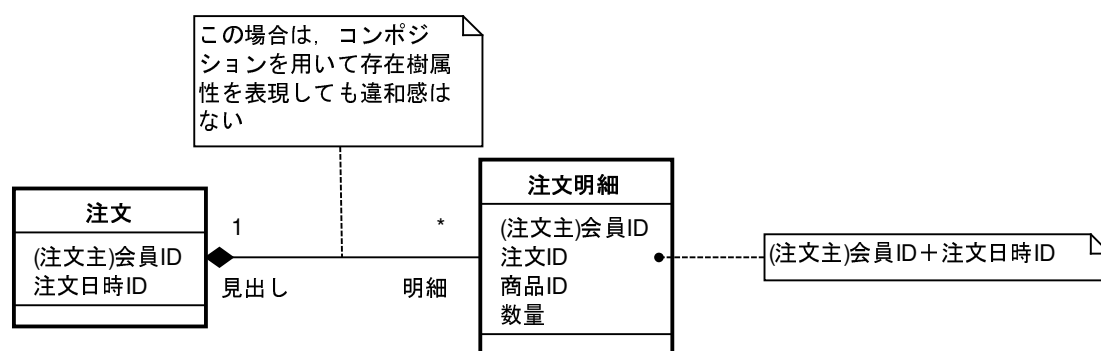 この場合は，コンポジ
ションを用いて存在樹属
性を表現しても違和感は
ない
注文
(注文主)会員ID
注文日時ID
1
*
見出し
明細
注文明細
(注文主)会員ID
注文ID
商品ID
数量
(注文主)会員ID＋注文日時ID